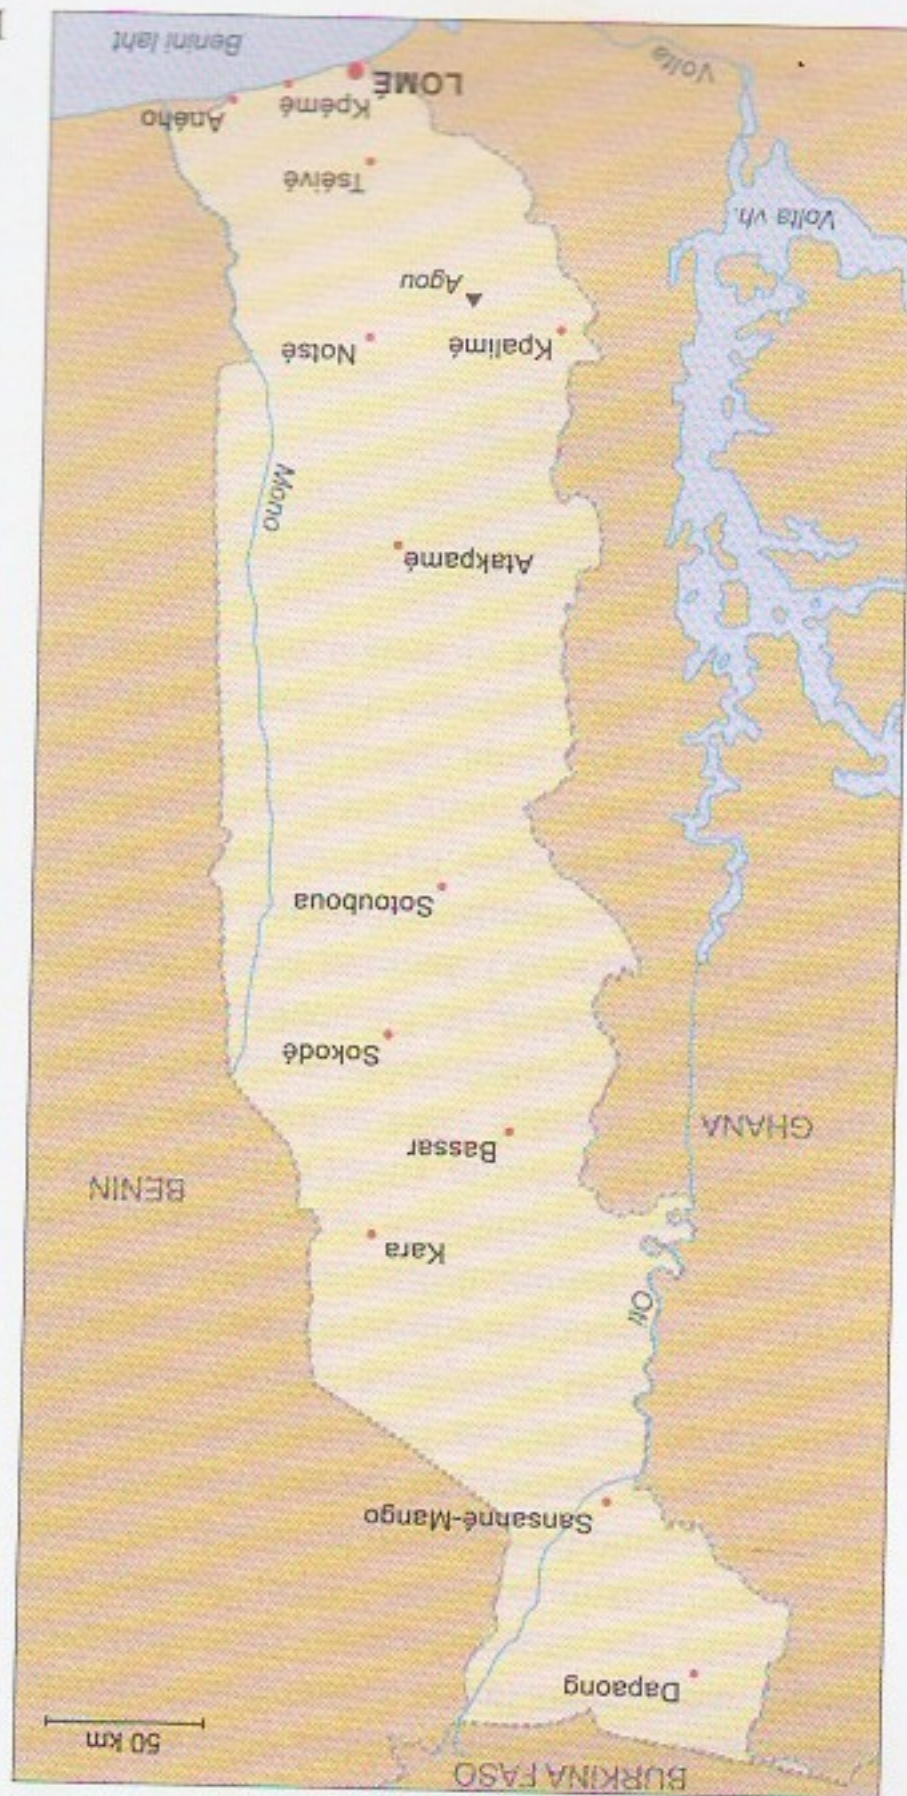 BURKINA FASO
50 km
Dapaong
Sansanné-Mango
Oti
Kara
BENIN
Bassar
GHANA
Sokodé
Sotouboua
Atakpamé
Mono
Kpalimé
Notsé
Agou
Volta vh.
Tséivé
Aného
Kpémé
LOMÉ
Volta
Benini laht